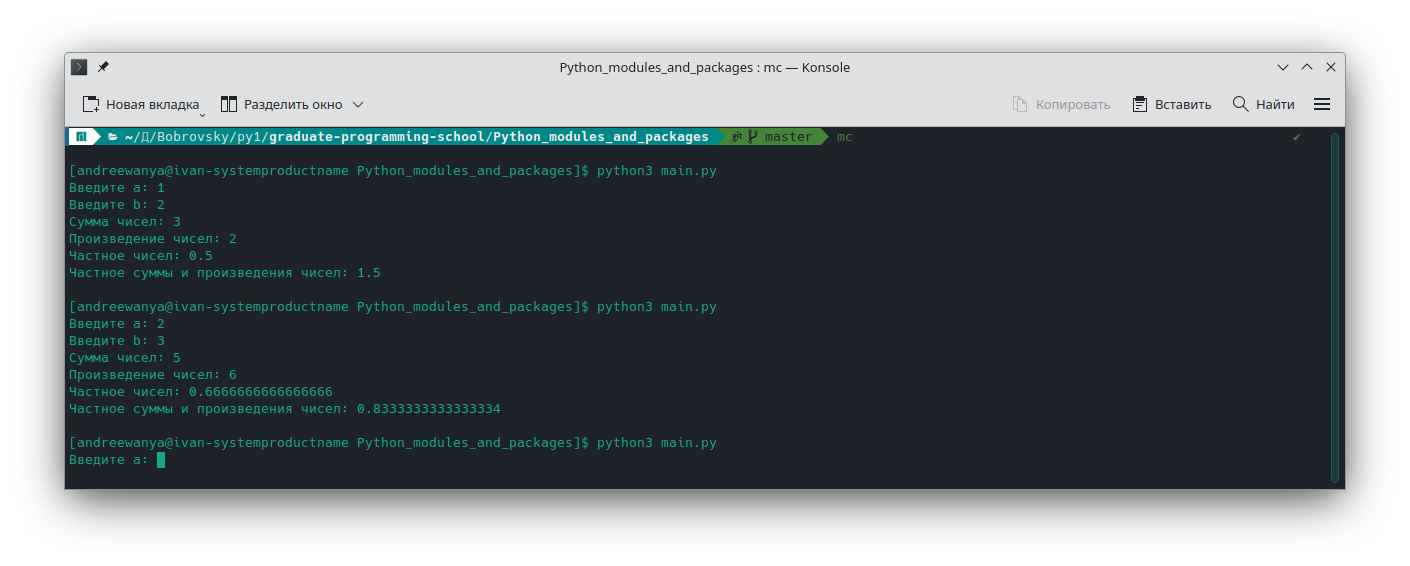 Python_modules_and_packages : mc — Konsole
Новая вкладка Разделить окно Копировать Вставить Найти
~/Д/Bobrovsky/py1/graduate-programming-school/Python_modules_and_packages git master mc ✔
[andreewanya@ivan-systemproductname Python_modules_and_packages]$ python3 main.py
Введите a: 1
Введите b: 2
Сумма чисел: 3
Произведение чисел: 2
Частное чисел: 0.5
Частное суммы и произведения чисел: 1.5
[andreewanya@ivan-systemproductname Python_modules_and_packages]$ python3 main.py
Введите a: 2
Введите b: 3
Сумма чисел: 5
Произведение чисел: 6
Частное чисел: 0.6666666666666666
Частное суммы и произведения чисел: 0.8333333333333334
[andreewanya@ivan-systemproductname Python_modules_and_packages]$ python3 main.py
Введите a: